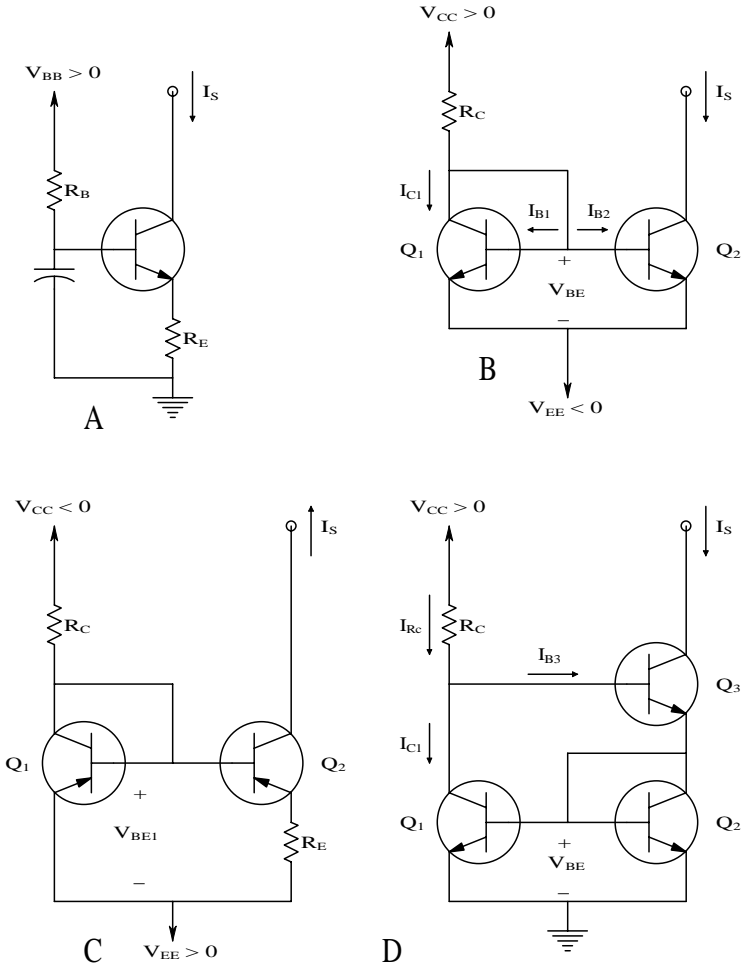 V_CC > 0
V_BB > 0
I_S
R_B
R_E
A
R_C
I_S
I_C1
I_B1
I_B2
Q_1
Q_2
+
V_BE
−
B
V_EE < 0
V_CC < 0
I_S
R_C
Q_1
Q_2
+
V_BE1
R_E
−
C
V_EE > 0
V_CC > 0
I_S
I_Rc
R_C
I_B3
Q_3
I_C1
Q_1
Q_2
+
V_BE
−
D